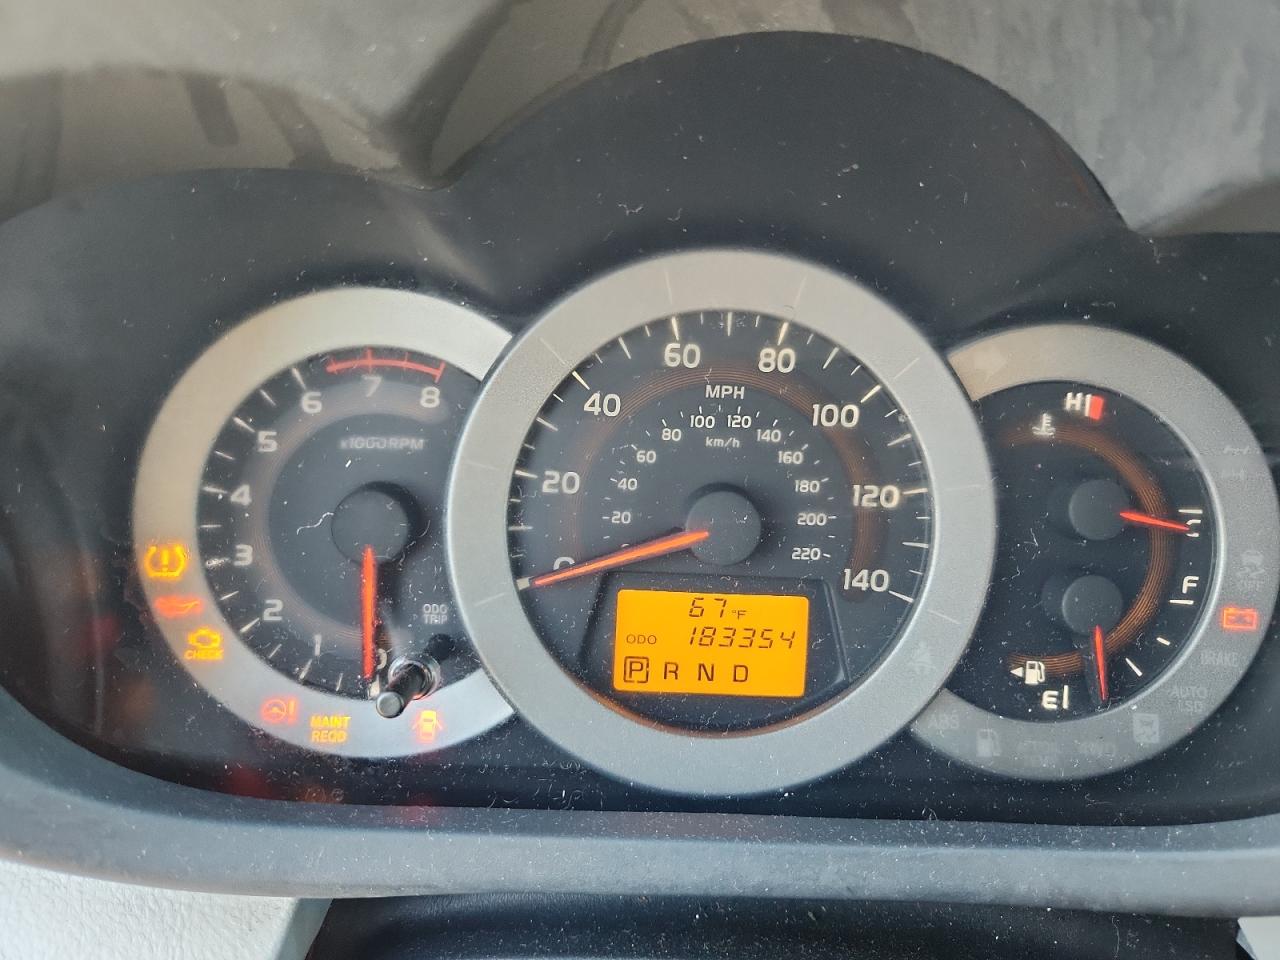 6 7 8
5
x1000RPM
4
3
2
1
0
CHECK
MAINT
REQD
ODO
TRIP
60 80
MPH
40 100
100 120
80 km/h 140
60 160
20 120
40 180
20 200
0 220
140
67°F
ODO 183354
P R N D
H
C
F
E
BRAKE
AUTO
LSD
ABS